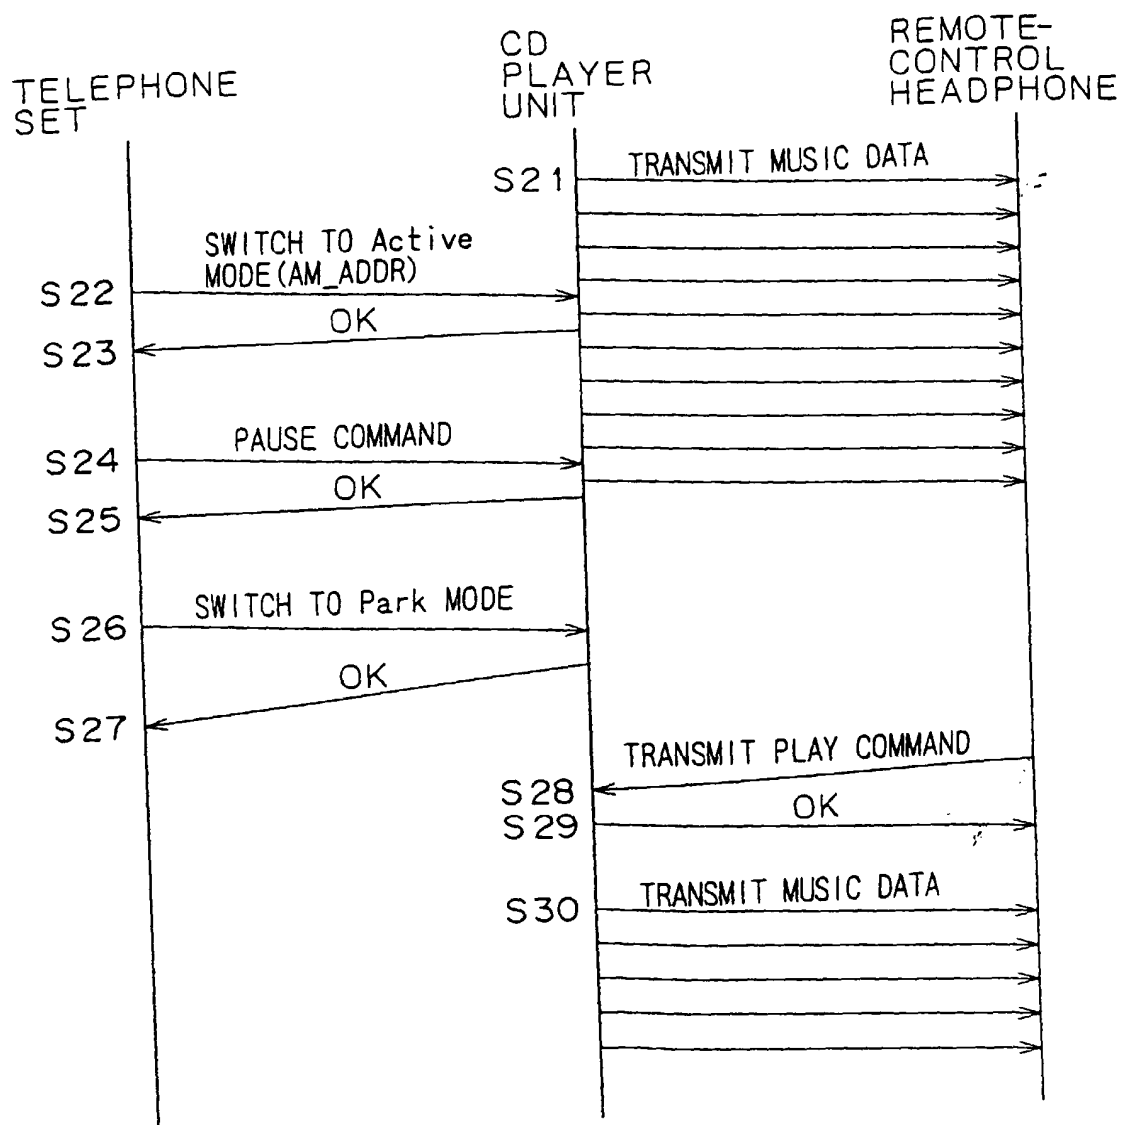 TELEPHONE
SET
CD
PLAYER
UNIT
REMOTE-
CONTROL
HEADPHONE
S21
TRANSMIT MUSIC DATA
SWITCH TO Active
MODE(AM_ADDR)
S22
OK
S23
PAUSE COMMAND
S24
OK
S25
SWITCH TO Park MODE
S26
OK
S27
TRANSMIT PLAY COMMAND
S28
OK
S29
TRANSMIT MUSIC DATA
S30